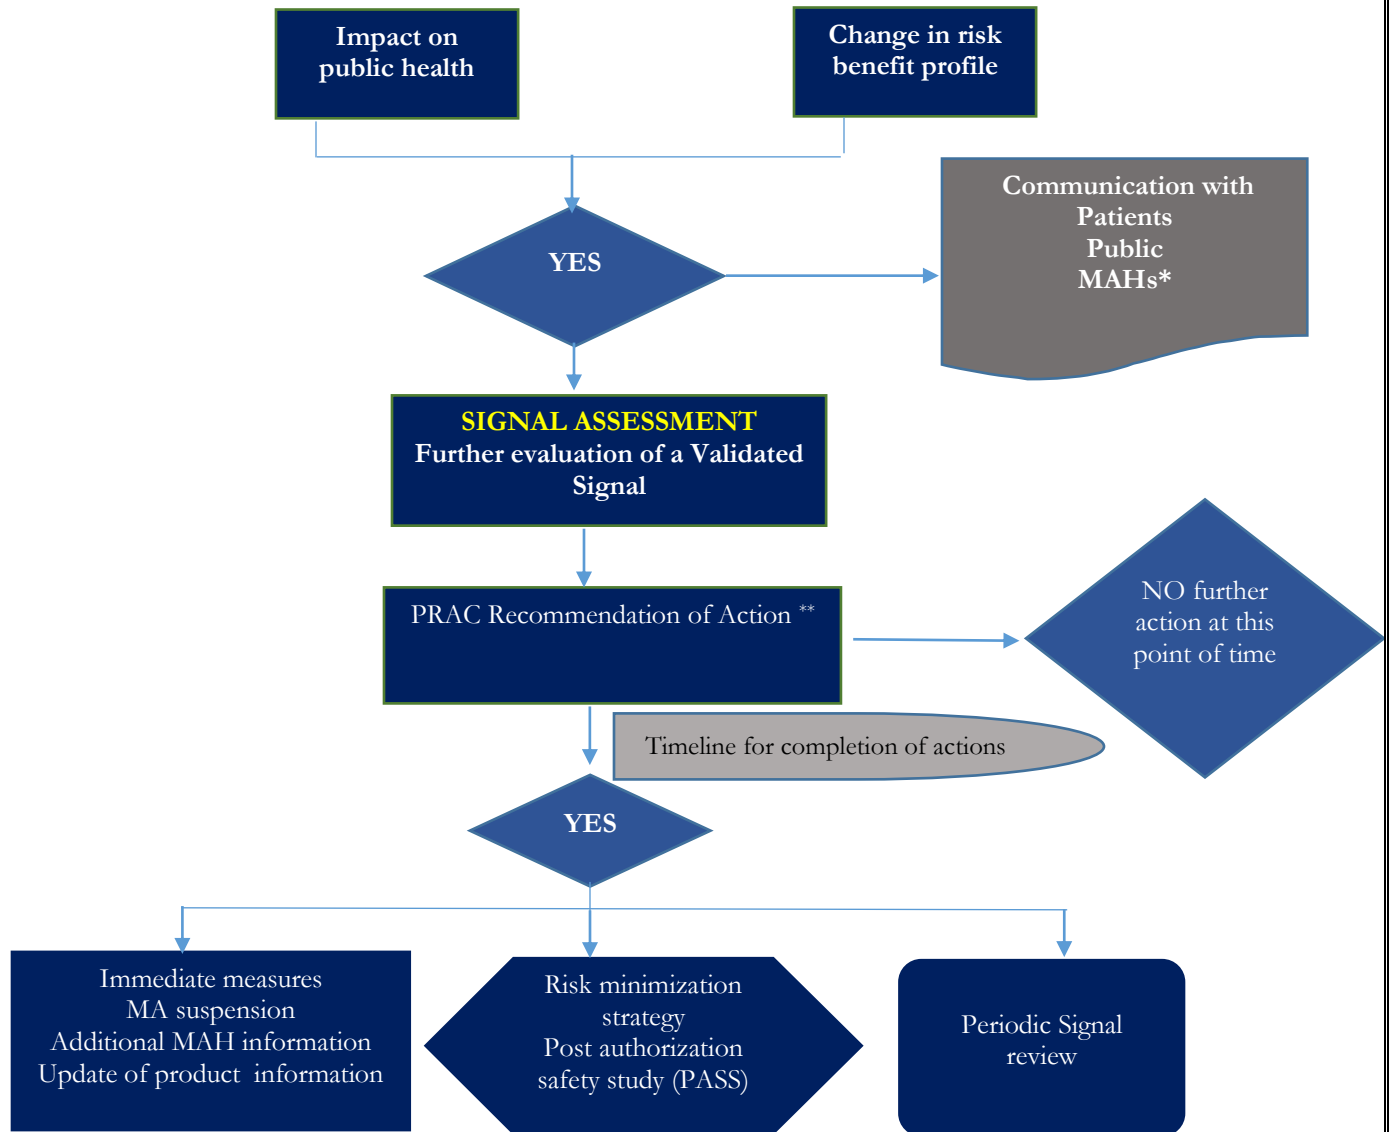 Impact on
public health
Change in risk
benefit profile
YES
Communication with
Patients
Public
MAHs*
SIGNAL ASSESSMENT
Further evaluation of a Validated
Signal
PRAC Recommendation of Action **
NO further
action at this
point of time
Timeline for completion of actions
YES
Immediate measures
MA suspension
Additional MAH information
Update of product  information
Risk minimization
strategy
Post authorization
safety study (PASS)
Periodic Signal
review